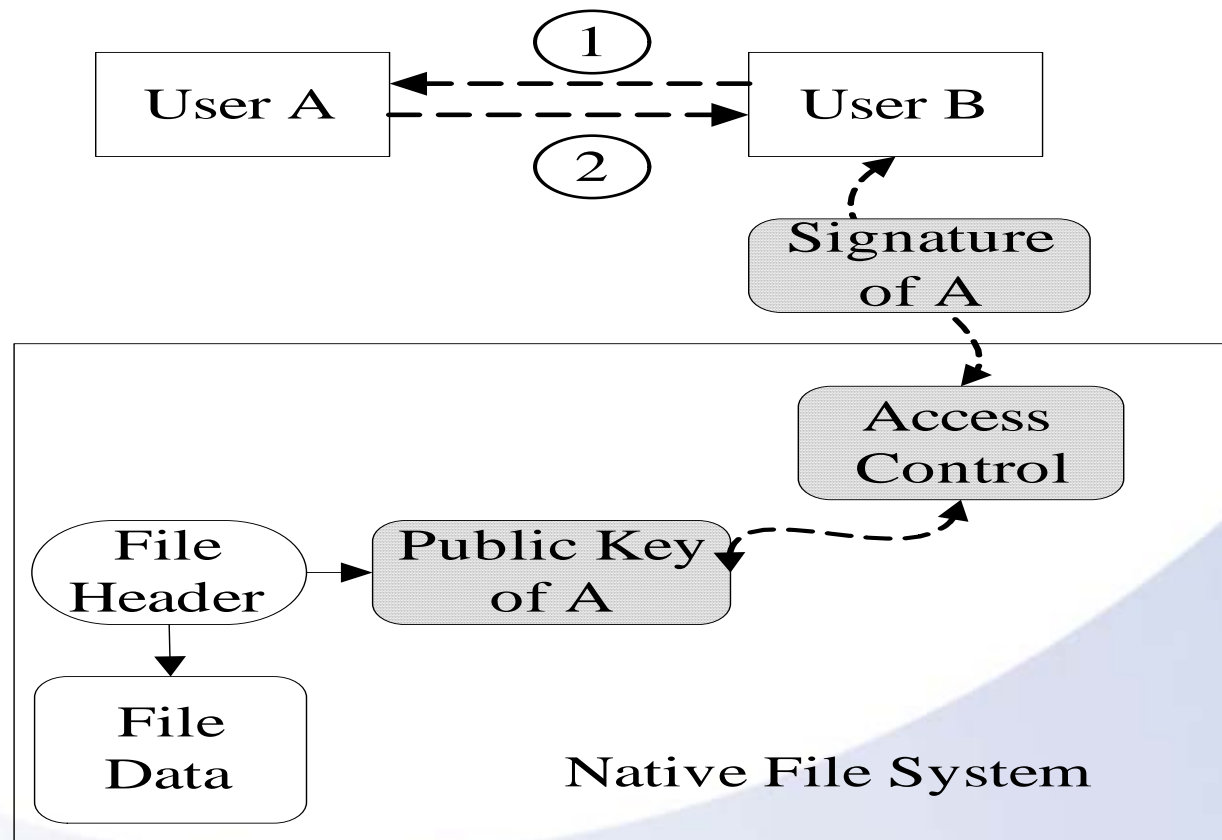 1
User A
User B
2
Signature
of A
Access
Control
File
Header
Public Key
of A
File
Data
Native File System